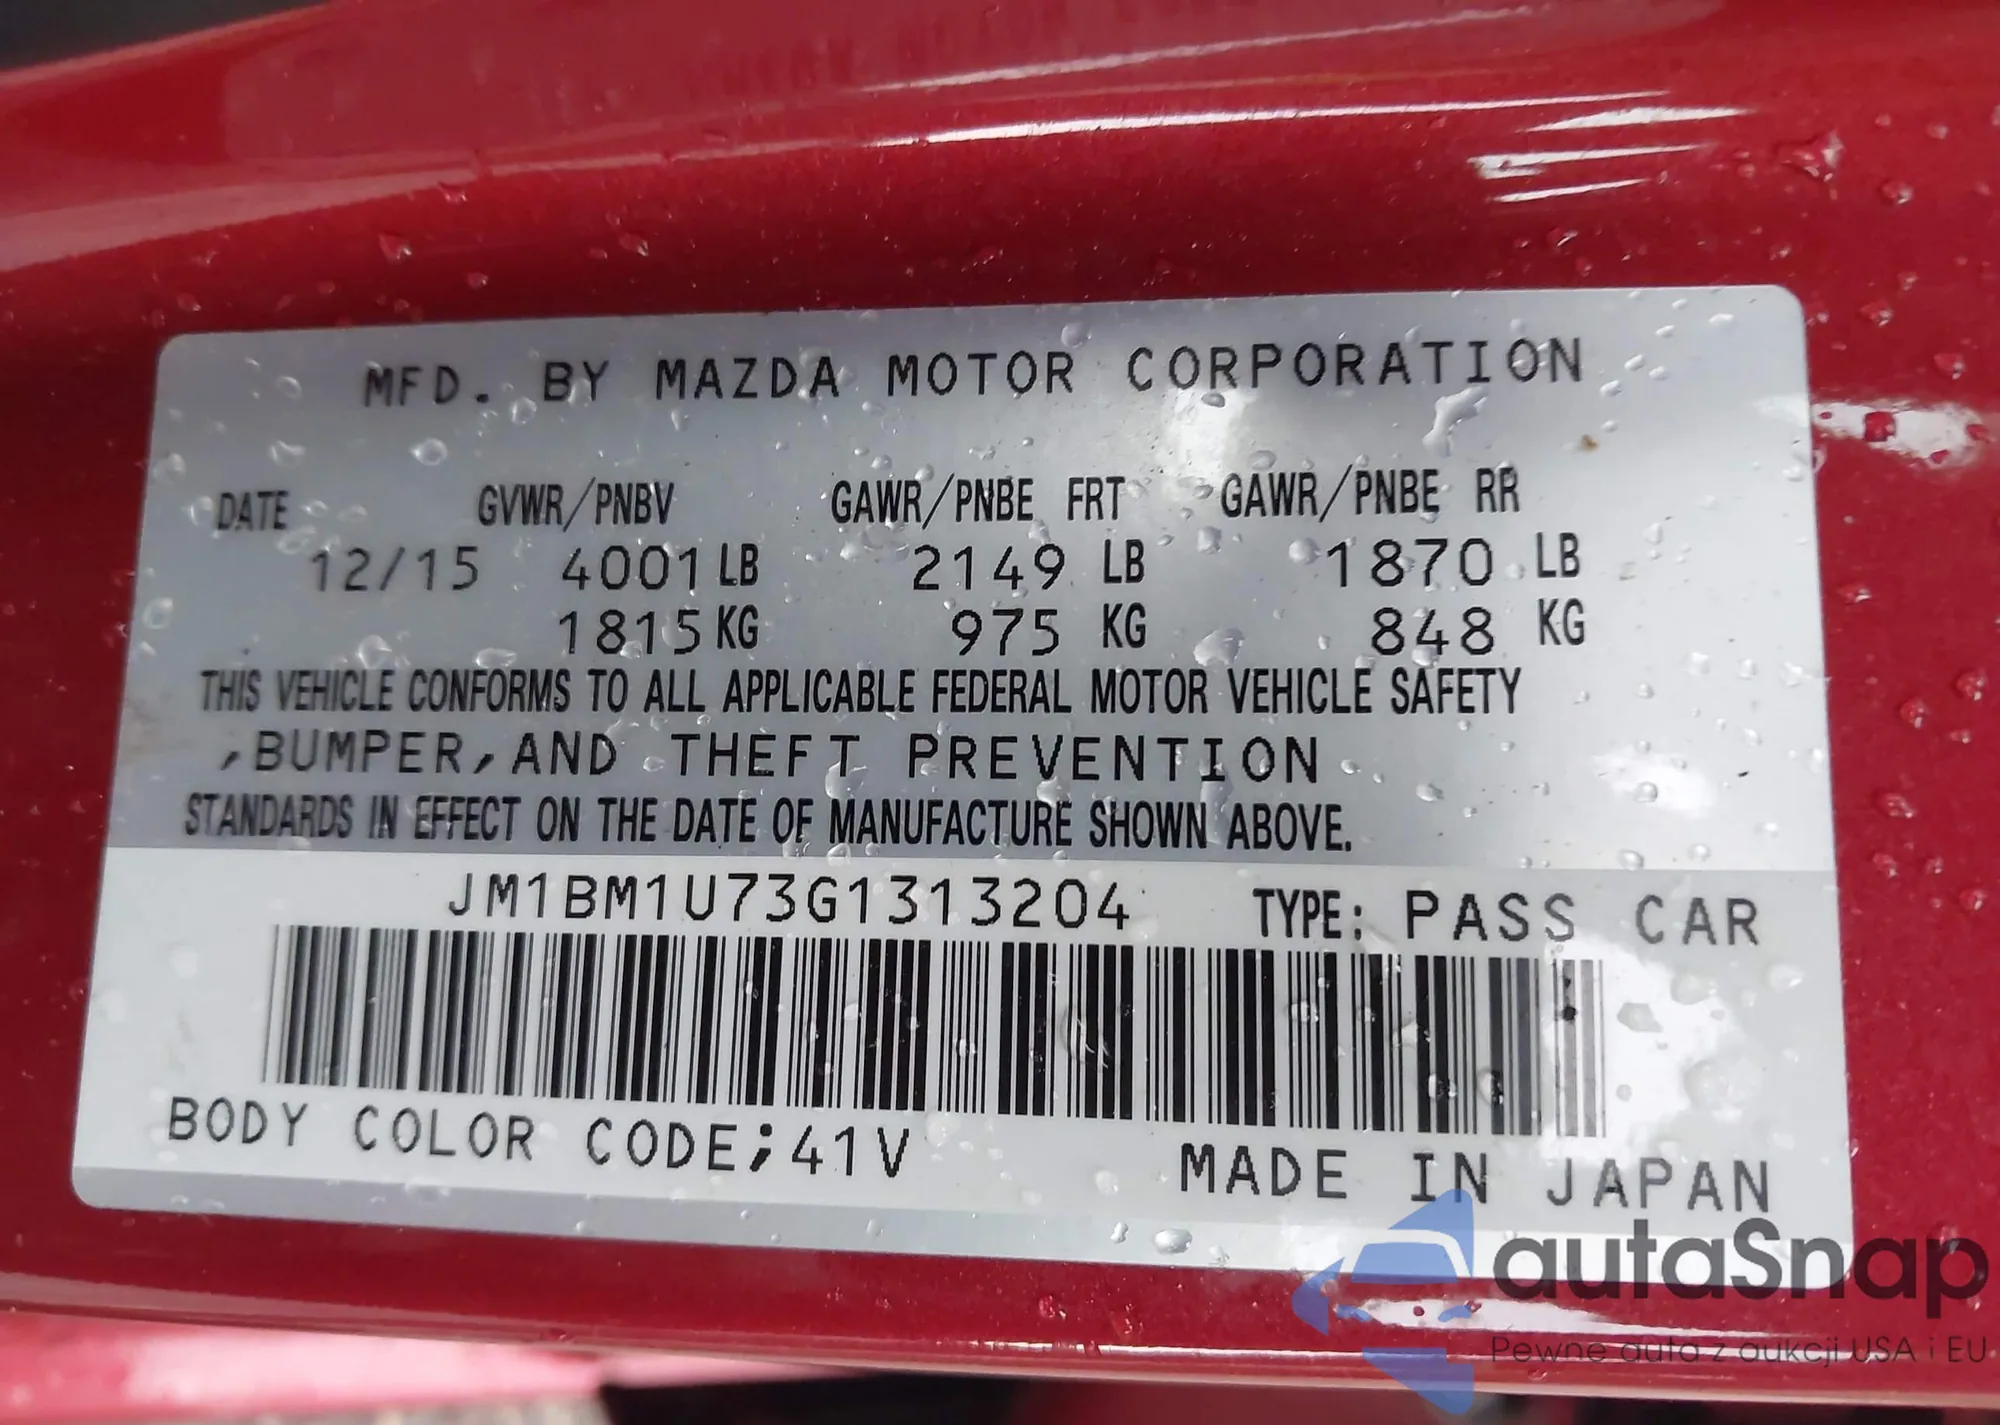 MFD. BY MAZDA MOTOR CORPORATION
DATE GVWR/PNBV GAWR/PNBE FRT GAWR/PNBE RR
12/15 4001 LB 2149 LB 1870 LB
1815 KG 975 KG 848 KG
THIS VEHICLE CONFORMS TO ALL APPLICABLE FEDERAL MOTOR VEHICLE SAFETY
,BUMPER,AND THEFT PREVENTION
STANDARDS IN EFFECT ON THE DATE OF MANUFACTURE SHOWN ABOVE.
JM1BM1U73G1313204 TYPE: PASS CAR
BODY COLOR CODE;41V
MADE IN JAPAN
autaSnap
Pewne auta z aukcji USA i EU